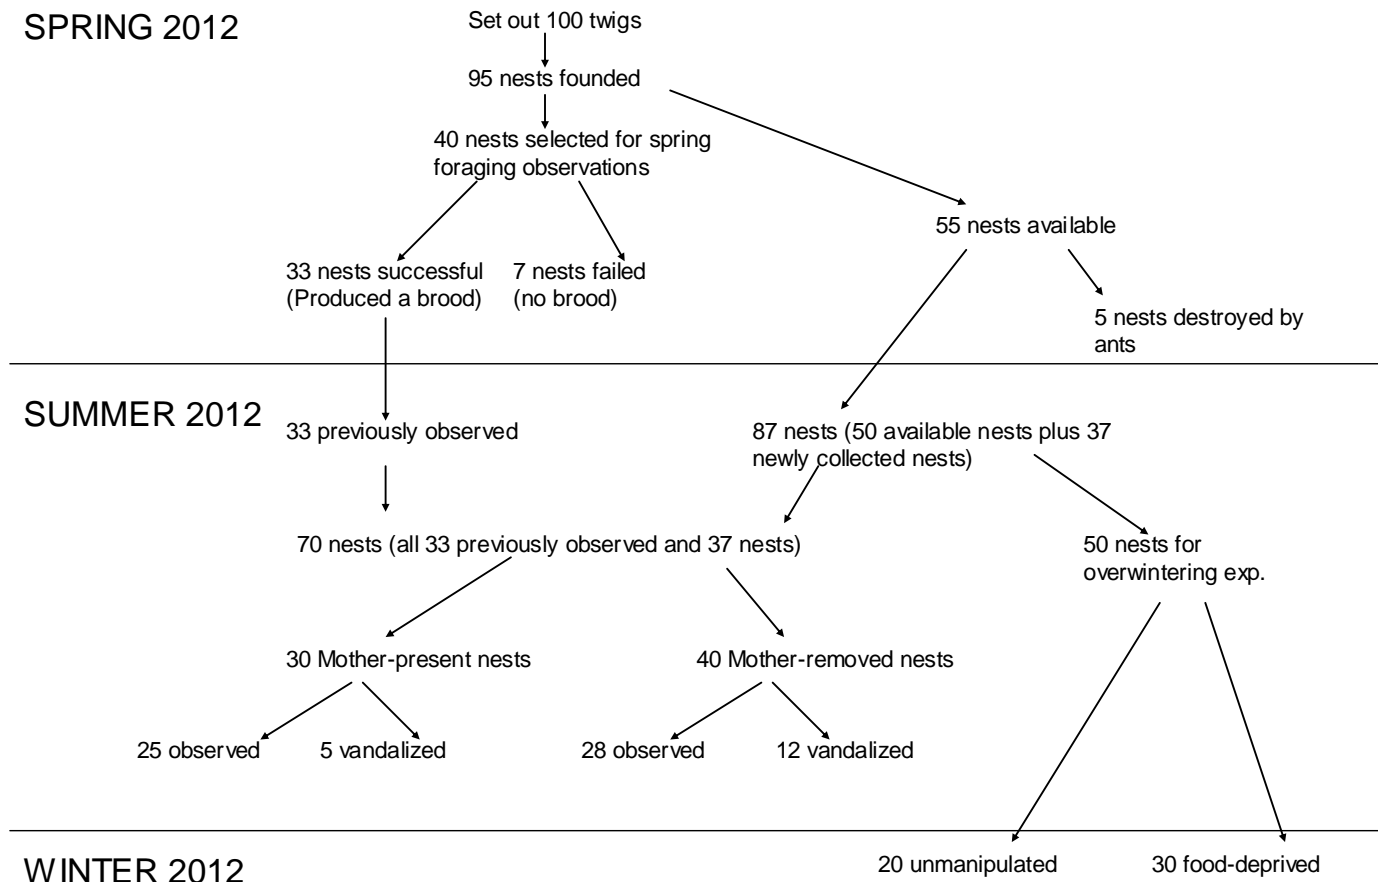 SPRING 2012
Set out 100 twigs
95 nests founded
40 nests selected for spring
foraging observations
55 nests available
33 nests successful
(Produced a brood)
7 nests failed
(no brood)
5 nests destroyed by
ants
SUMMER 2012
33 previously observed
87 nests (50 available nests plus 37
newly collected nests)
70 nests (all 33 previously observed and 37 nests)
50 nests for
overwintering exp.
30 Mother-present nests
40 Mother-removed nests
25 observed
5 vandalized
28 observed
12 vandalized
WINTER 2012
20 unmanipulated
30 food-deprived